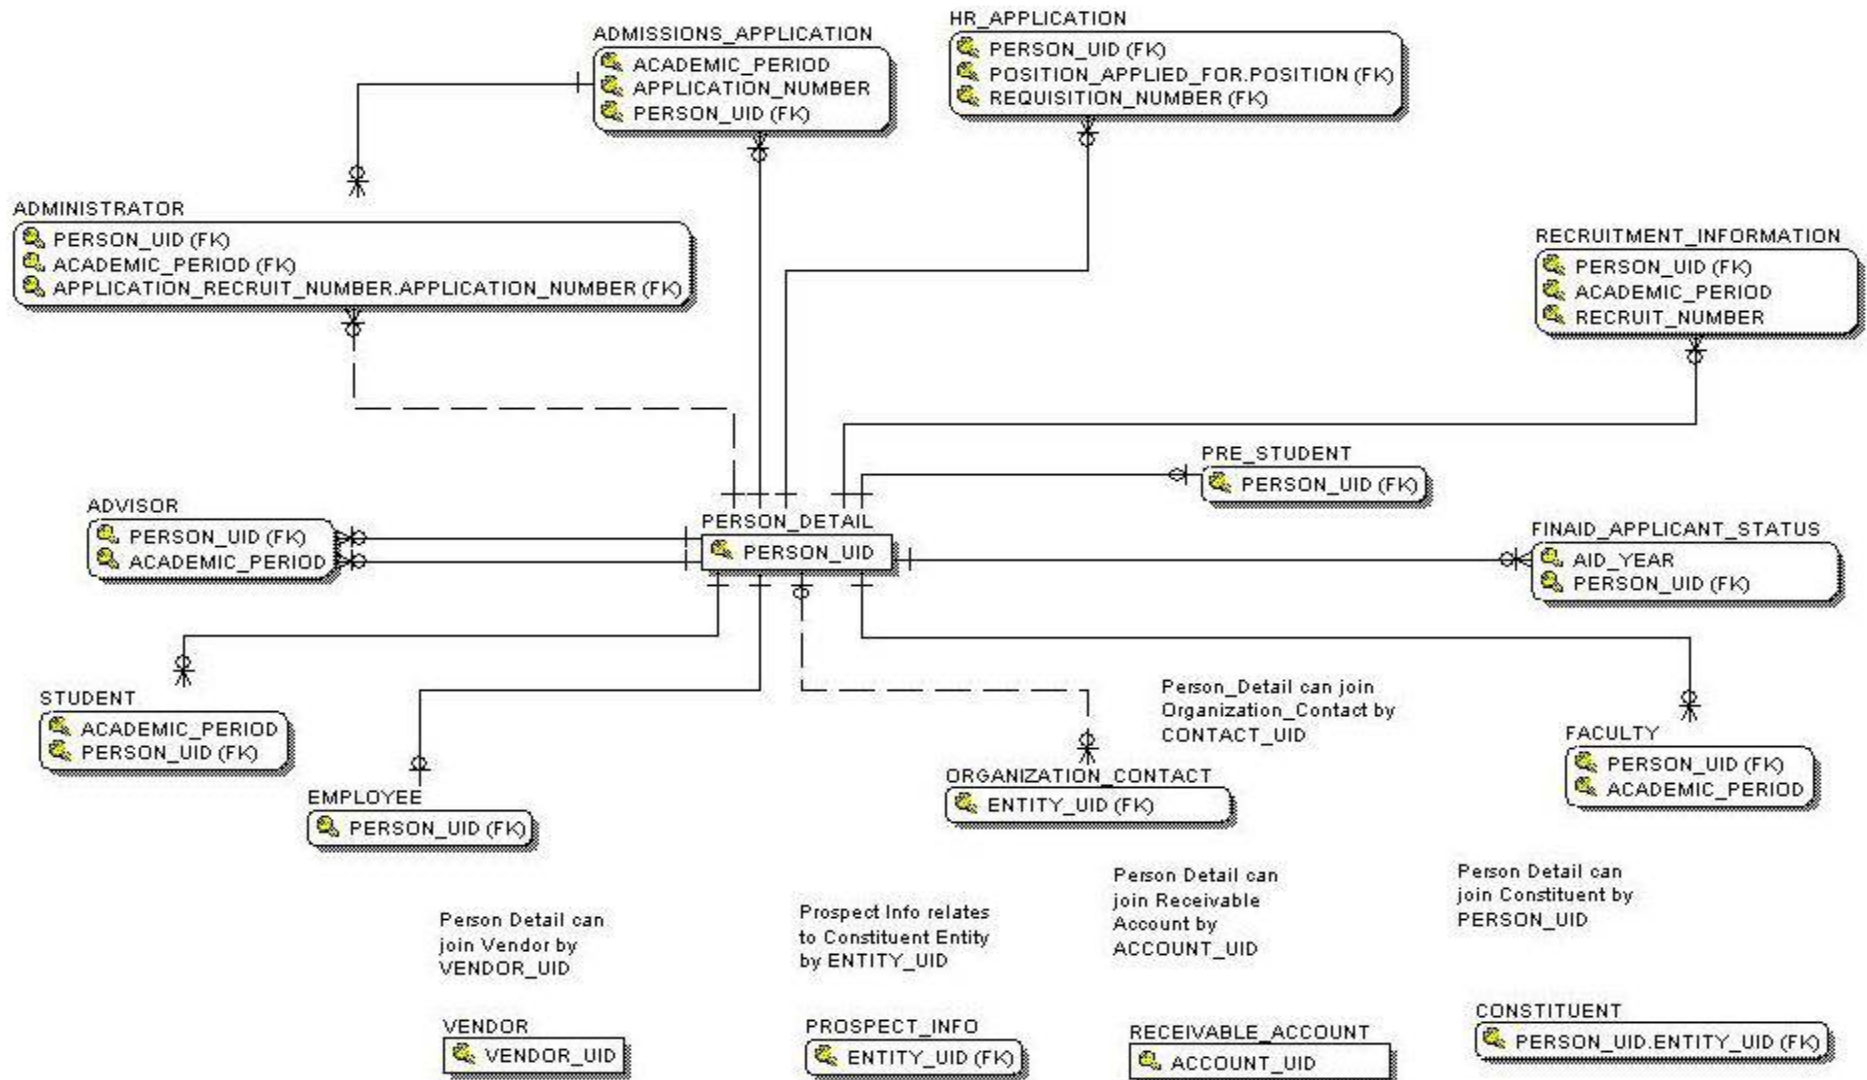 HR_APPLICATION
PERSON_UID (FK)
POSITION_APPLIED_FOR.POSITION (FK)
REQUISITION_NUMBER (FK)
ADMISSIONS_APPLICATION
ACADEMIC_PERIOD
APPLICATION_NUMBER
PERSON_UID (FK)
ADMINISTRATOR
PERSON_UID (FK)
ACADEMIC_PERIOD (FK)
APPLICATION_RECRUIT_NUMBER.APPLICATION_NUMBER (FK)
RECRUITMENT_INFORMATION
PERSON_UID (FK)
ACADEMIC_PERIOD
RECRUIT_NUMBER
PRE_STUDENT
PERSON_UID (FK)
ADVISOR
PERSON_UID (FK)
ACADEMIC_PERIOD
PERSON_DETAIL
PERSON_UID
FINAID_APPLICANT_STATUS
AID_YEAR
PERSON_UID (FK)
STUDENT
ACADEMIC_PERIOD
PERSON_UID (FK)
EMPLOYEE
PERSON_UID (FK)
Person_Detail can join
Organization_Contact by
CONTACT_UID
ORGANIZATION_CONTACT
ENTITY_UID (FK)
FACULTY
PERSON_UID (FK)
ACADEMIC_PERIOD
Person Detail can
join Vendor by
VENDOR_UID
Prospect Info relates
to Constituent Entity
by ENTITY_UID
Person Detail can
join Receivable
Account by
ACCOUNT_UID
Person Detail can
join Constituent by
PERSON_UID
VENDOR
VENDOR_UID
PROSPECT_INFO
ENTITY_UID (FK)
RECEIVABLE_ACCOUNT
ACCOUNT_UID
CONSTITUENT
PERSON_UID.ENTITY_UID (FK)